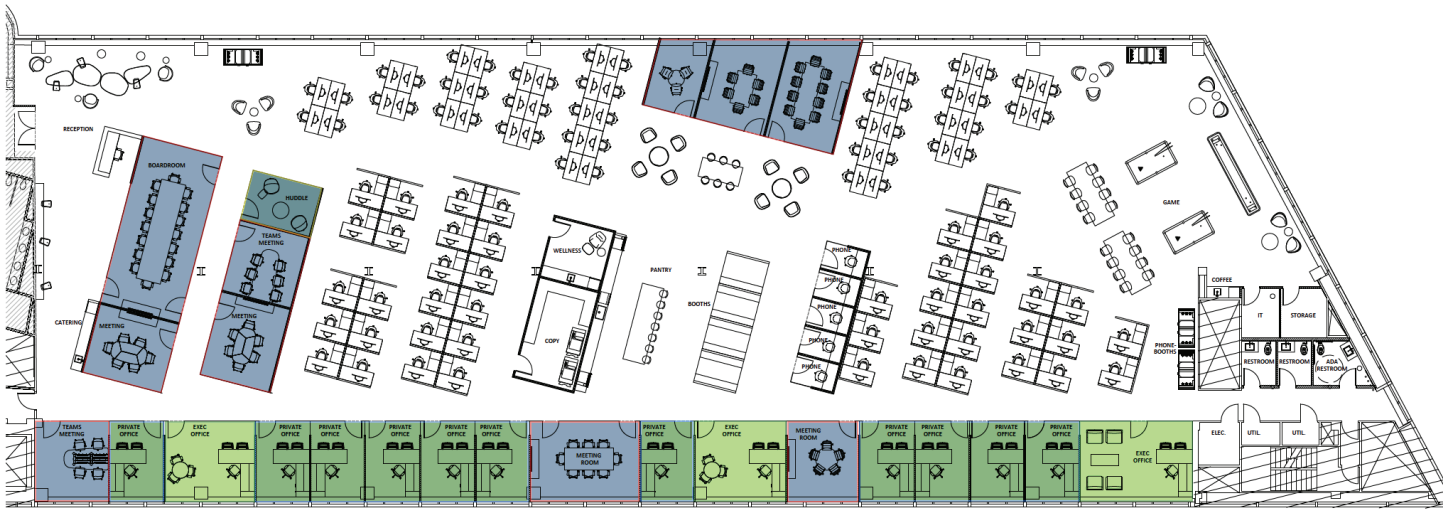 RECEPTION
BOARDROOM
HUDDLE
TEAMS
MEETING
MEETING
CATERING
MEETING
WELLNESS
COPY
PANTRY
BOOTHS
PHONE
PHONE
PHONE
PHONE
PHONE
GAME
COFFEE
IT
STORAGE
PHONE-
BOOTHS
RESTROOM
RESTROOM
ADA
RESTROOM
TEAMS
MEETING
PRIVATE
OFFICE
EXEC
OFFICE
PRIVATE
OFFICE
PRIVATE
OFFICE
PRIVATE
OFFICE
PRIVATE
OFFICE
PRIVATE
OFFICE
MEETING
ROOM
PRIVATE
OFFICE
EXEC
OFFICE
MEETING
ROOM
PRIVATE
OFFICE
PRIVATE
OFFICE
PRIVATE
OFFICE
PRIVATE
OFFICE
EXEC
OFFICE
ELEC.
UTIL.
UTIL.